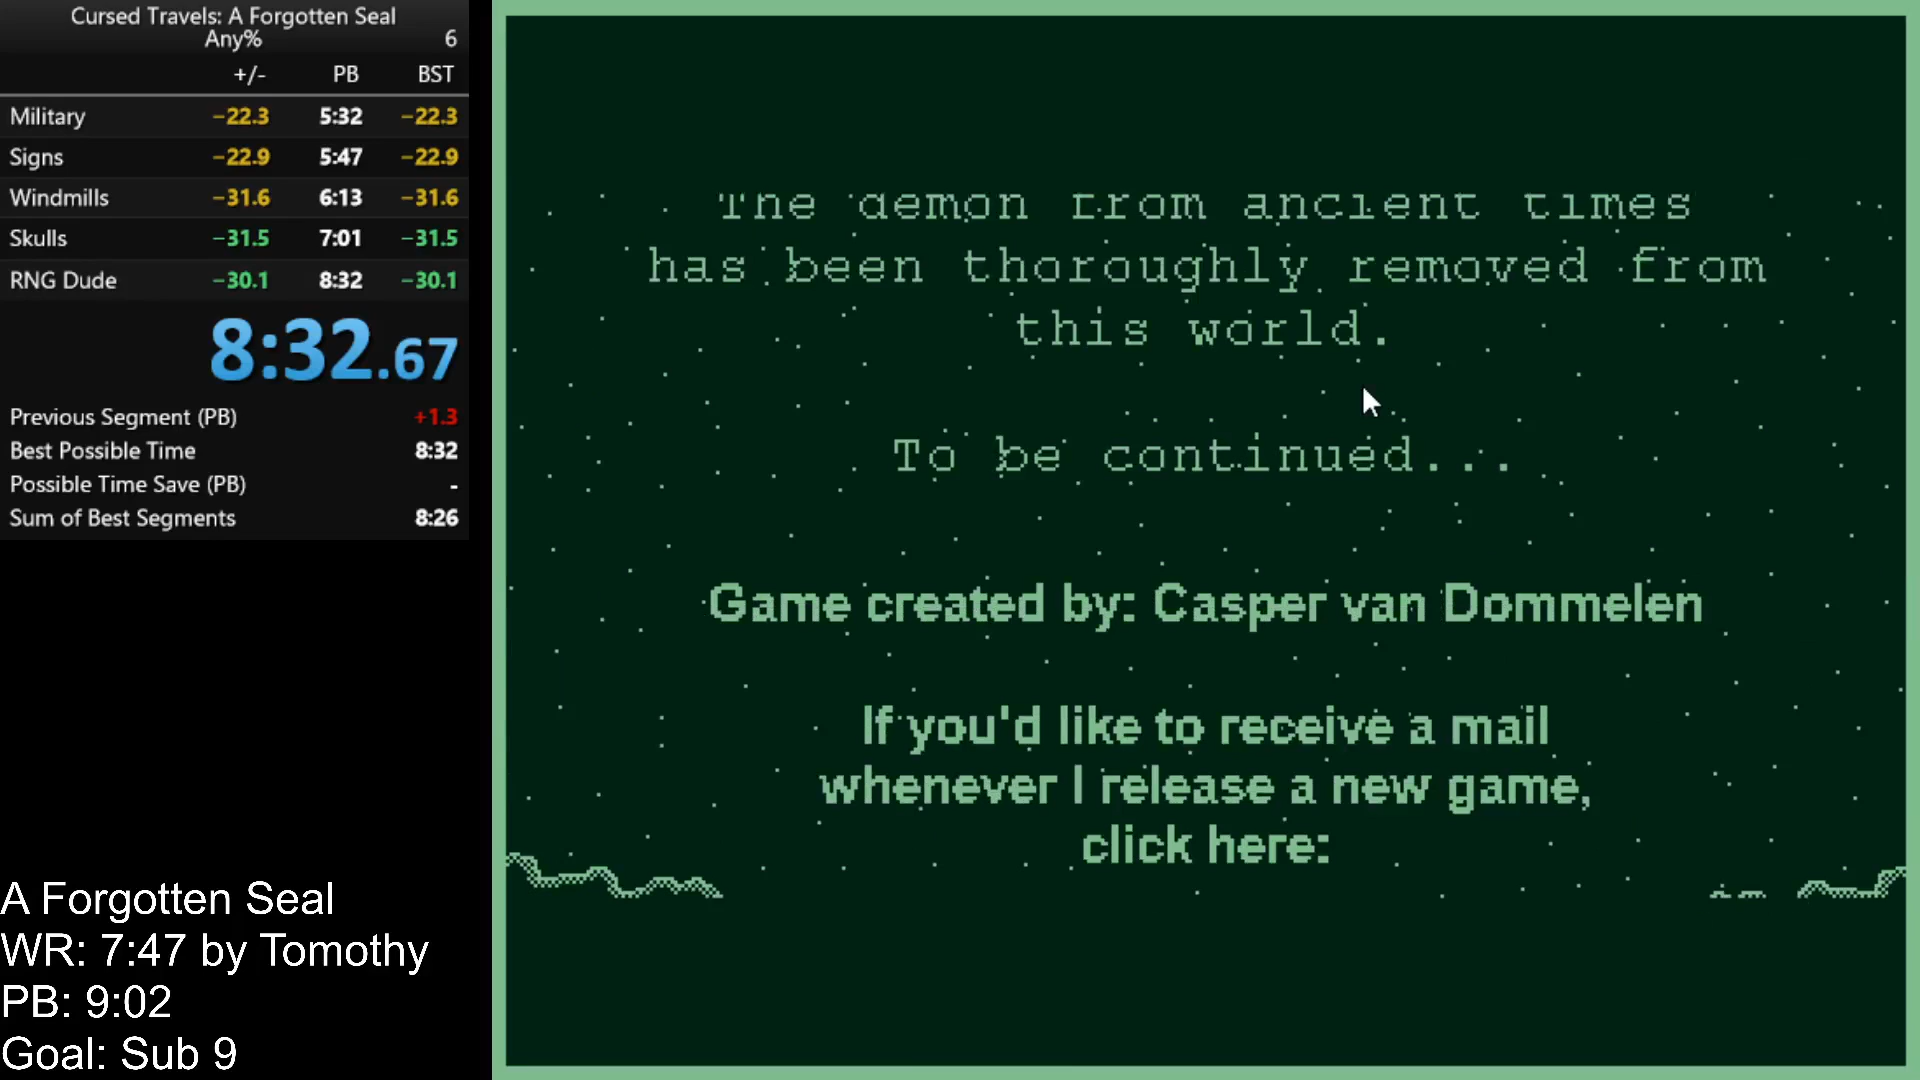 Cursed Travels: A Forgotten Seal
Any% 6
+/- PB BST
Military −22.3 5:32 −22.3
Signs −22.9 5:47 −22.9
Windmills −31.6 6:13 −31.6
Skulls −31.5 7:01 −31.5
RNG Dude −30.1 8:32 −30.1
8:32.67
Previous Segment (PB) +1.3
Best Possible Time 8:32
Possible Time Save (PB) -
Sum of Best Segments 8:26
A Forgotten Seal
WR: 7:47 by Tomothy
PB: 9:02
Goal: Sub 9
The demon from ancient times
has been thoroughly removed from
this world.
To be continued...
Game created by: Casper van Dommelen
If you'd like to receive a mail
whenever I release a new game,
click here: